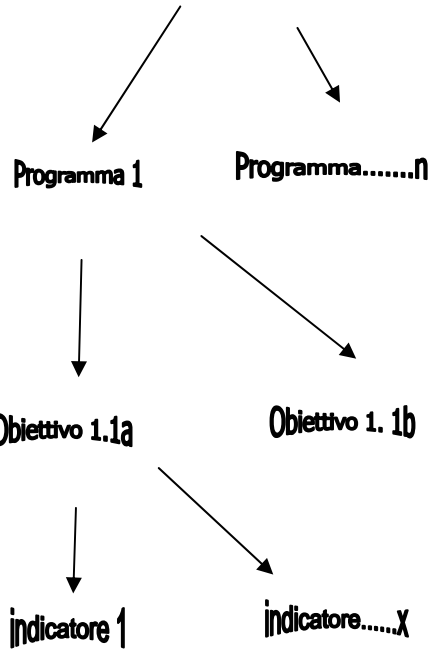 Programma 1
Programma.......n
Obiettivo 1.1a
Obiettivo 1. 1b
indicatore 1
indicatore......x